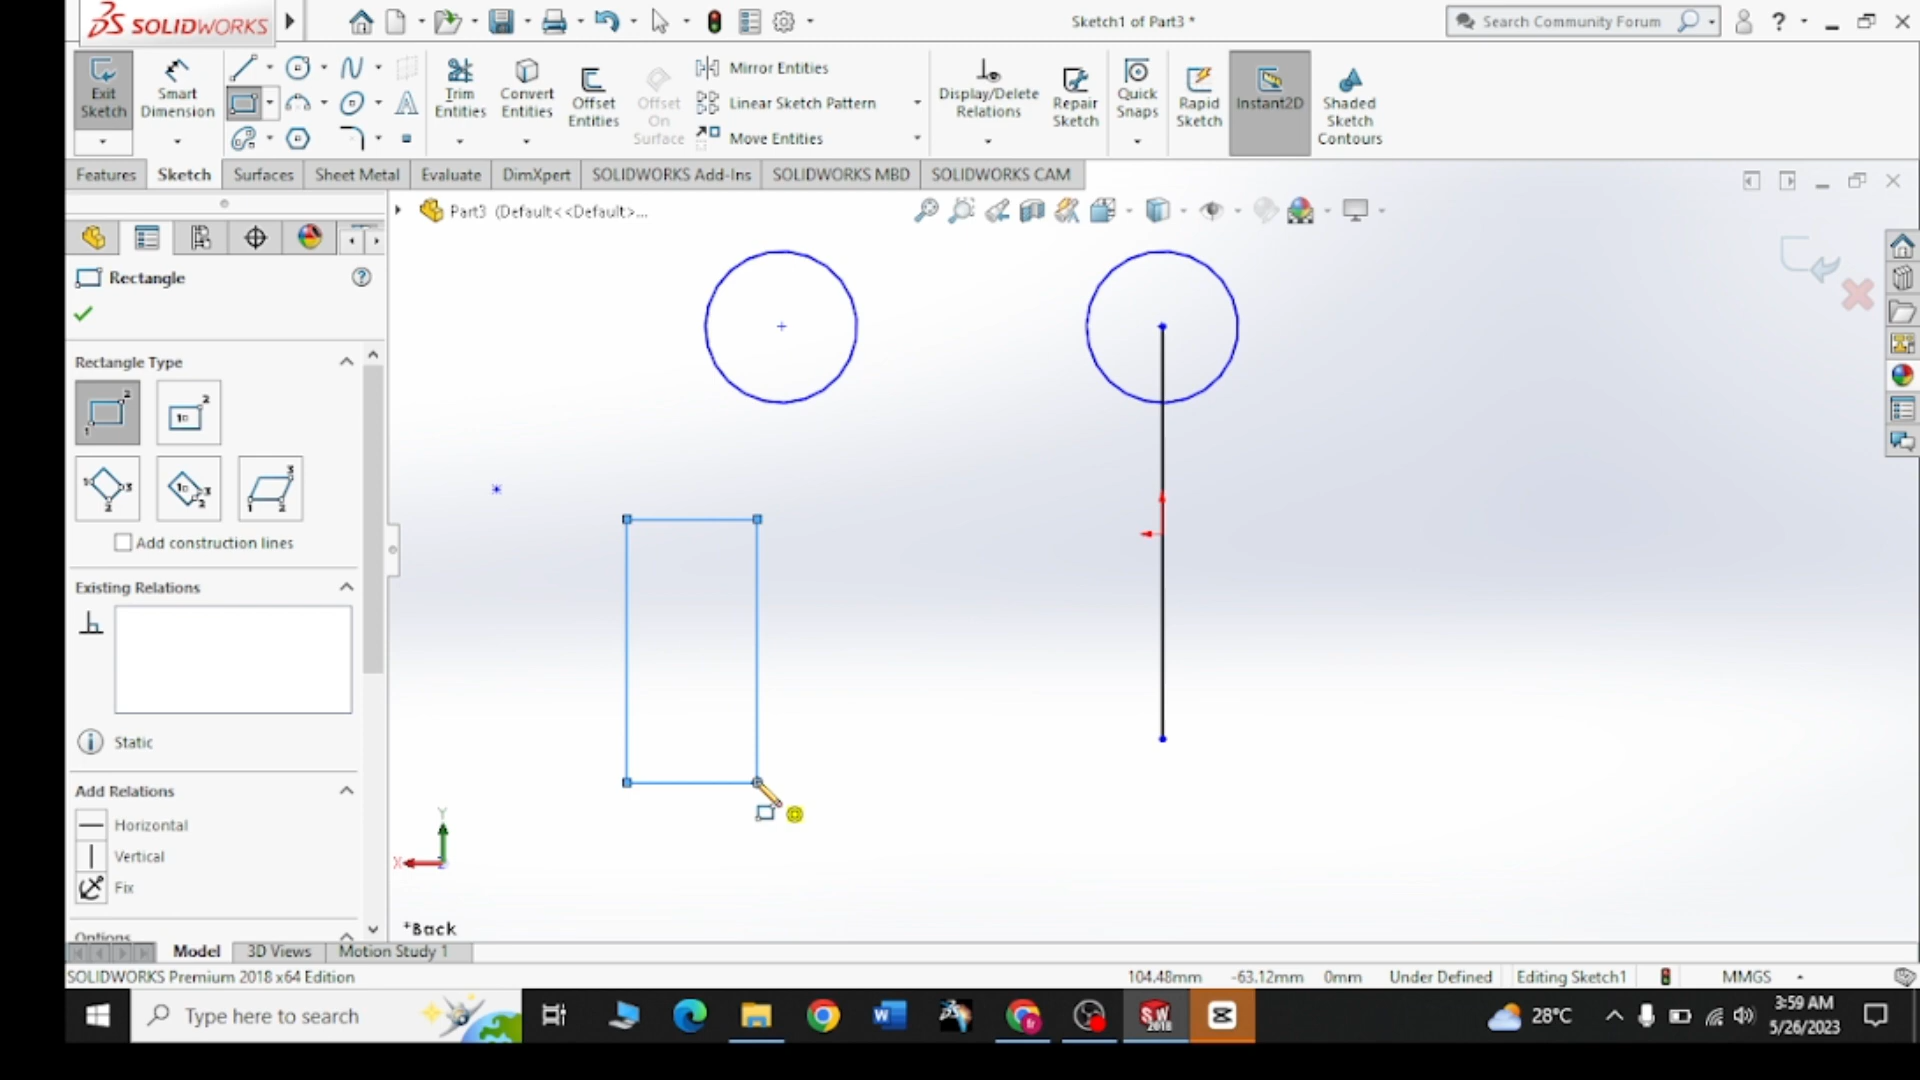 SOLIDWORKS
Sketch1 of Part3 *
Search Community Forum
?
Exit Sketch
Smart Dimension
Trim Entities
Convert Entities
Offset Entities
Offset On Surface
Mirror Entities
Linear Sketch Pattern
Move Entities
Display/Delete Relations
Repair Sketch
Quick Snaps
Rapid Sketch
Instant2D
Shaded Sketch Contours
Features
Sketch
Surfaces
Sheet Metal
Evaluate
DimXpert
SOLIDWORKS Add-Ins
SOLIDWORKS MBD
SOLIDWORKS CAM
Part3 (Default<<Default>...
Rectangle
Rectangle Type
Add construction lines
Existing Relations
Static
Add Relations
Horizontal
Vertical
Fix
Options
Y
X
*Back
Model
3D Views
Motion Study 1
SOLIDWORKS Premium 2018 x64 Edition
104.48mm
-63.12mm
0mm
Under Defined
Editing Sketch1
MMGS
Type here to search
28°C
3:59 AM
5/26/2023